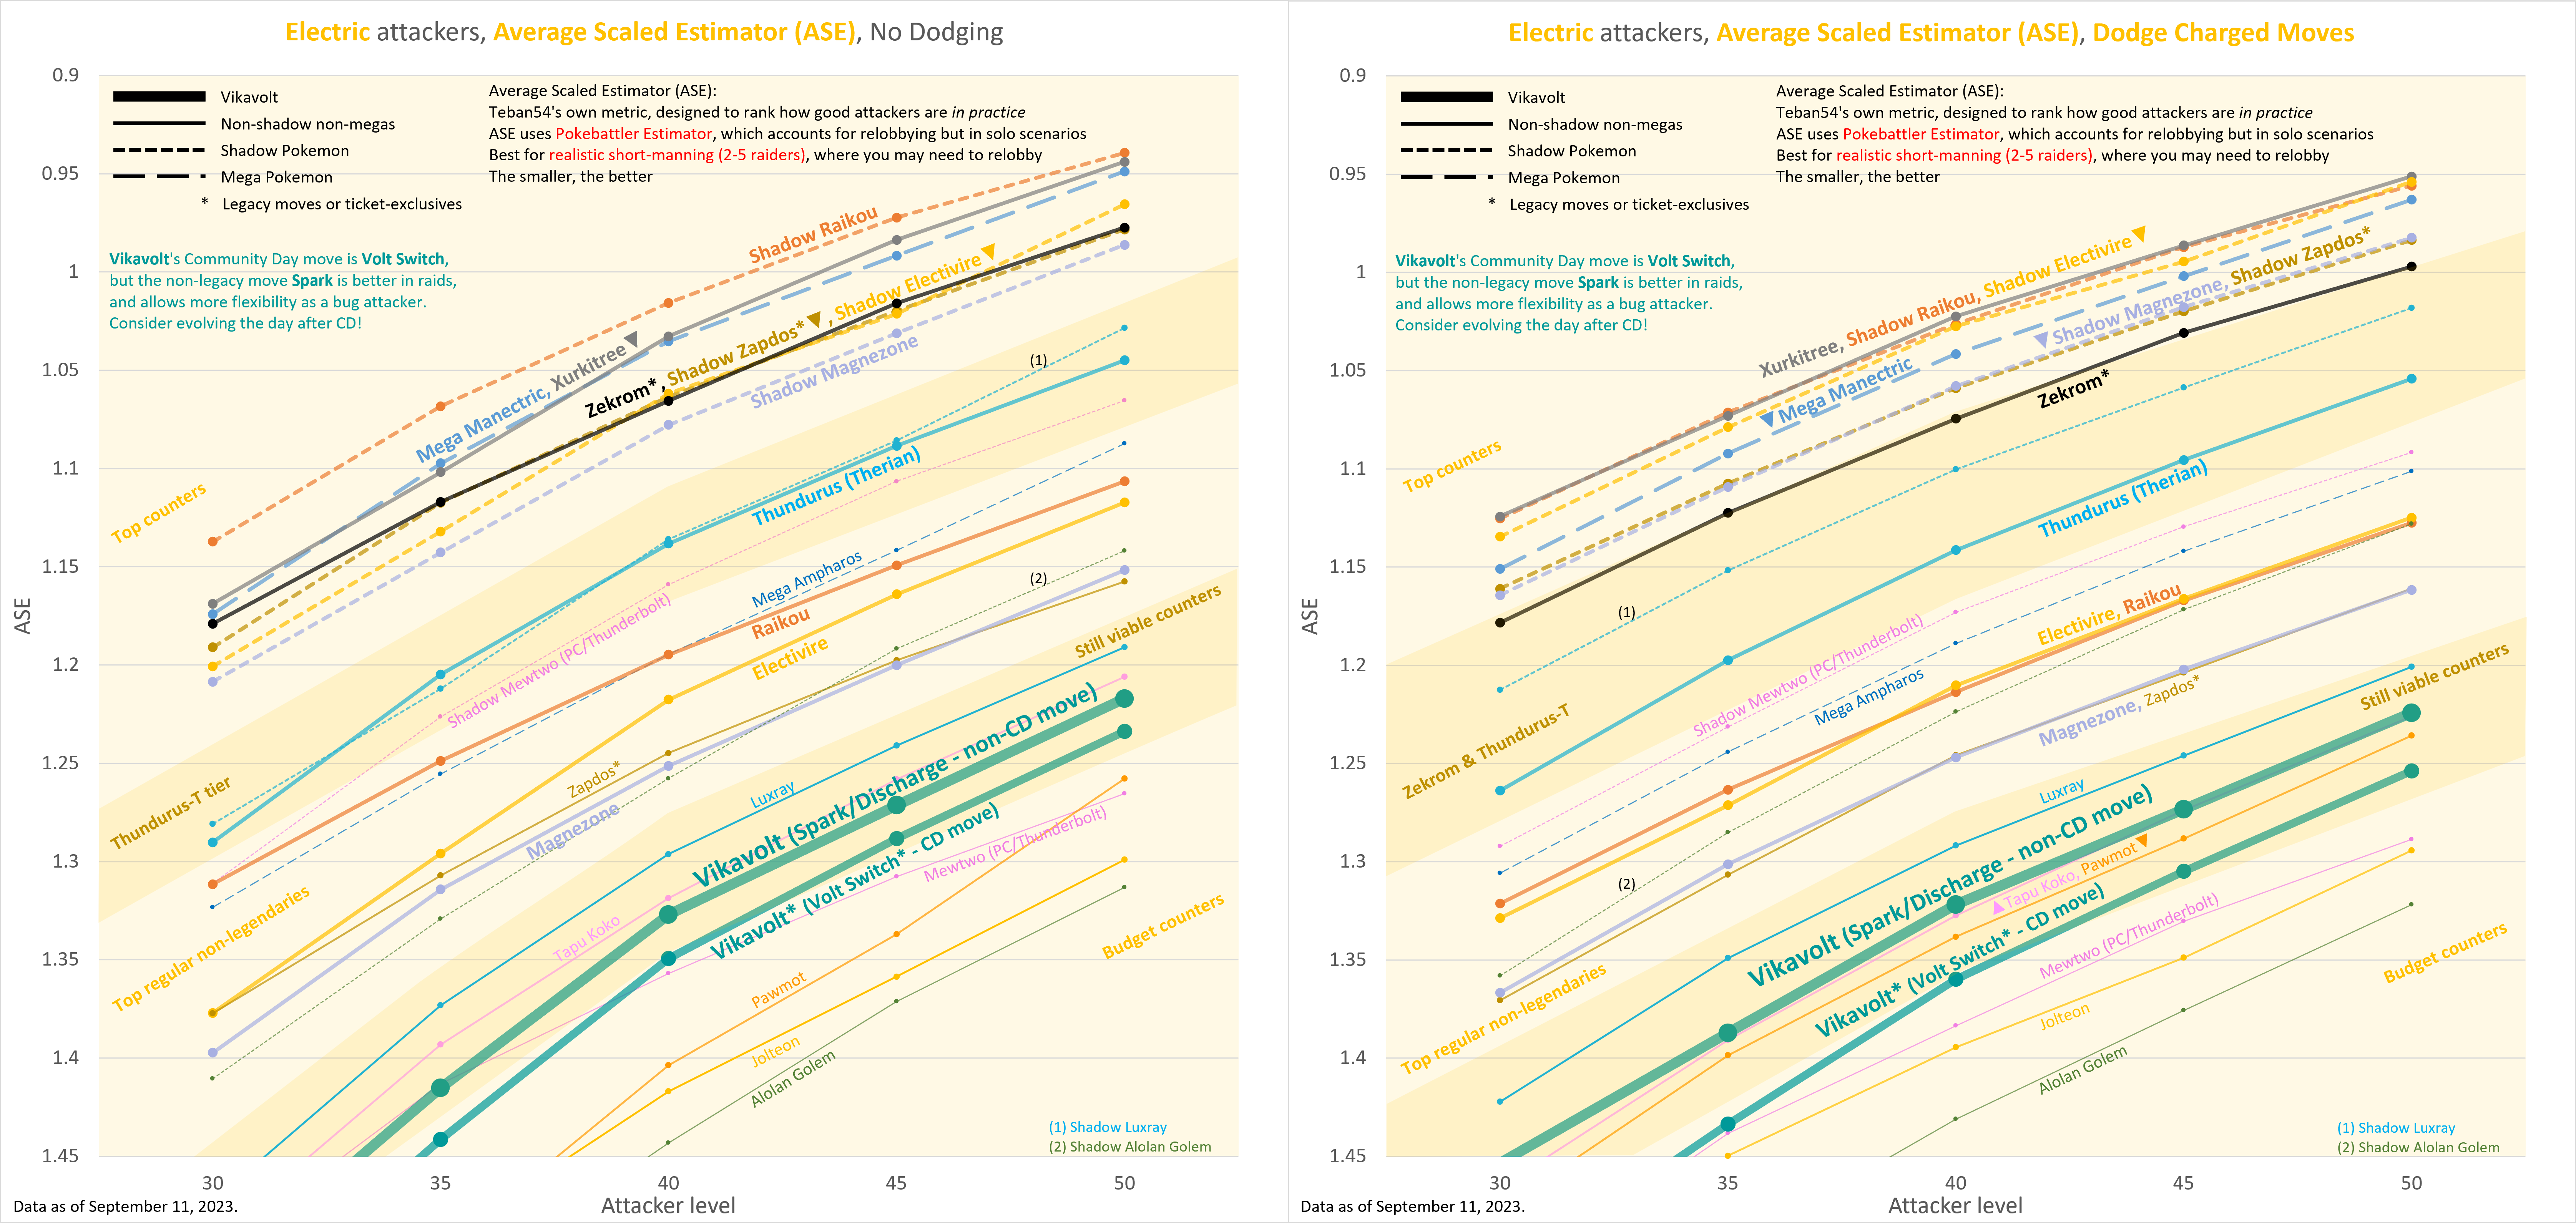 Electric attackers, Average Scaled Estimator (ASE), No Dodging
0.9
0.95
1
1.05
1.1
1.15
1.2
1.25
1.3
1.35
1.4
1.45
ASE
Vikavolt
Non-shadow non-megas
Shadow Pokemon
Mega Pokemon
* Legacy moves or ticket-exclusives
Average Scaled Estimator (ASE):
Teban54's own metric, designed to rank how good attackers are in practice
ASE uses Pokebattler Estimator, which accounts for relobbying but in solo scenarios
Best for realistic short-manning (2-5 raiders), where you may need to relobby
The smaller, the better
Vikavolt's Community Day move is Volt Switch,
but the non-legacy move Spark is better in raids,
and allows more flexibility as a bug attacker.
Consider evolving the day after CD!
Shadow Raikou
Mega Manectric, Xurkitree
Zekrom*, Shadow Zapdos*, Shadow Electivire
Shadow Magnezone
(1)
Top counters
Thundurus (Therian)
Mega Ampharos
Shadow Mewtwo (PC/Thunderbolt)
Raikou
Electivire
(2)
Zapdos*
Magnezone
Still viable counters
Thundurus-T tier
Luxray
Vikavolt (Spark/Discharge - non-CD move)
Vikavolt* (Volt Switch* - CD move)
Mewtwo (PC/Thunderbolt)
Tapu Koko
Top regular non-legendaries
Pawmot
Jolteon
Alolan Golem
Budget counters
(1) Shadow Luxray
(2) Shadow Alolan Golem
30
35
40
45
50
Attacker level
Data as of September 11, 2023.
Electric attackers, Average Scaled Estimator (ASE), Dodge Charged Moves
0.9
0.95
1
1.05
1.1
1.15
1.2
1.25
1.3
1.35
1.4
1.45
ASE
Vikavolt
Non-shadow non-megas
Shadow Pokemon
Mega Pokemon
* Legacy moves or ticket-exclusives
Average Scaled Estimator (ASE):
Teban54's own metric, designed to rank how good attackers are in practice
ASE uses Pokebattler Estimator, which accounts for relobbying but in solo scenarios
Best for realistic short-manning (2-5 raiders), where you may need to relobby
The smaller, the better
Vikavolt's Community Day move is Volt Switch,
but the non-legacy move Spark is better in raids,
and allows more flexibility as a bug attacker.
Consider evolving the day after CD!
Xurkitree, Shadow Raikou, Shadow Electivire
Shadow Magnezone, Shadow Zapdos*
Mega Manectric
Zekrom*
Top counters
Thundurus (Therian)
(1)
Shadow Mewtwo (PC/Thunderbolt)
Mega Ampharos
Electivire, Raikou
Magnezone, Zapdos*
Still viable counters
Zekrom & Thundurus-T
Luxray
(2)
Vikavolt (Spark/Discharge - non-CD move)
Tapu Koko, Pawmot
Vikavolt* (Volt Switch* - CD move)
Mewtwo (PC/Thunderbolt)
Top regular non-legendaries
Jolteon
Alolan Golem
Budget counters
(1) Shadow Luxray
(2) Shadow Alolan Golem
30
35
40
45
50
Attacker level
Data as of September 11, 2023.